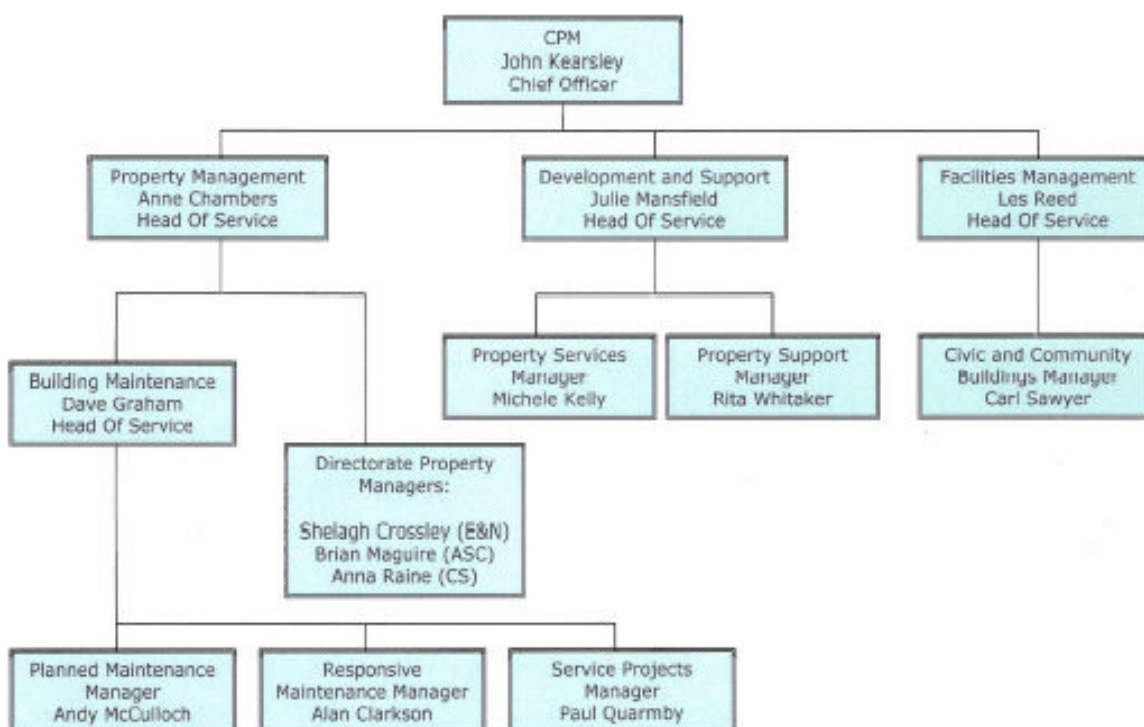 CPM
John Kearsley
Chief Officer
Property Management
Anne Chambers
Head Of Service
Development and Support
Julie Mansfield
Head Of Service
Facilities Management
Les Reed
Head Of Service
Building Maintenance
Dave Graham
Head Of Service
Directorate Property
Managers:
Shelagh Crossley (E&N)
Brian Maguire (ASC)
Anna Raine (CS)
Property Services
Manager
Michele Kelly
Property Support
Manager
Rita Whitaker
Civic and Community
Buildings Manager
Carl Sawyer
Planned Maintenance
Manager
Andy McCulloch
Responsive
Maintenance Manager
Alan Clarkson
Service Projects
Manager
Paul Quarmby